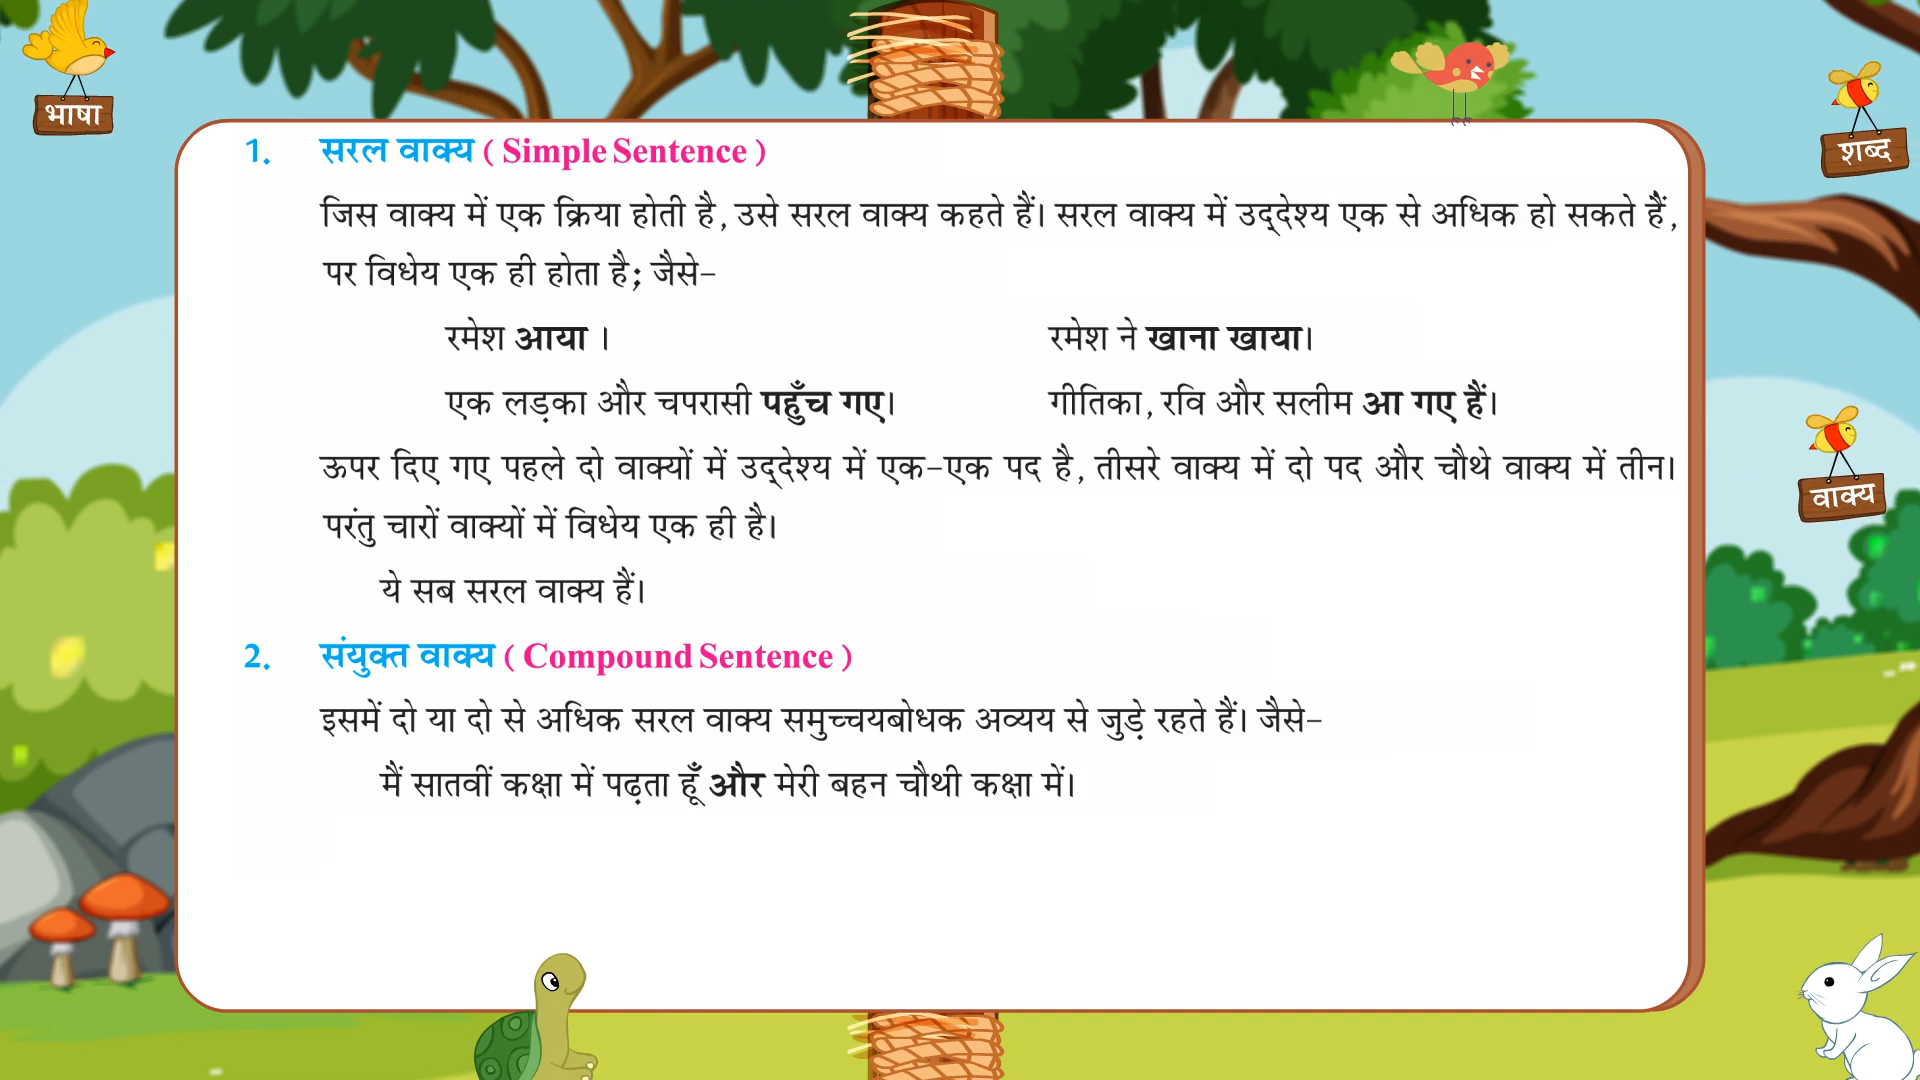 भाषा
शब्द
वाक्य
1. सरल वाक्य ( Simple Sentence )
जिस वाक्य में एक क्रिया होती है, उसे सरल वाक्य कहते हैं। सरल वाक्य में उद्‌देश्य एक से अधिक हो सकते हैं,
पर विधेय एक ही होता है; जैसे–
रमेश आया । रमेश ने खाना खाया।
एक लड़का और चपरासी पहुँच गए। गीतिका, रवि और सलीम आ गए हैं।
ऊपर दिए गए पहले दो वाक्यों में उद्‌देश्य में एक–एक पद है, तीसरे वाक्य में दो पद और चौथे वाक्य में तीन।
परंतु चारों वाक्यों में विधेय एक ही है।
ये सब सरल वाक्य हैं।
2. संयुक्त वाक्य ( Compound Sentence )
इसमें दो या दो से अधिक सरल वाक्य समुच्चयबोधक अव्यय से जुड़े रहते हैं। जैसे–
मैं सातवीं कक्षा में पढ़ता हूँ और मेरी बहन चौथी कक्षा में।